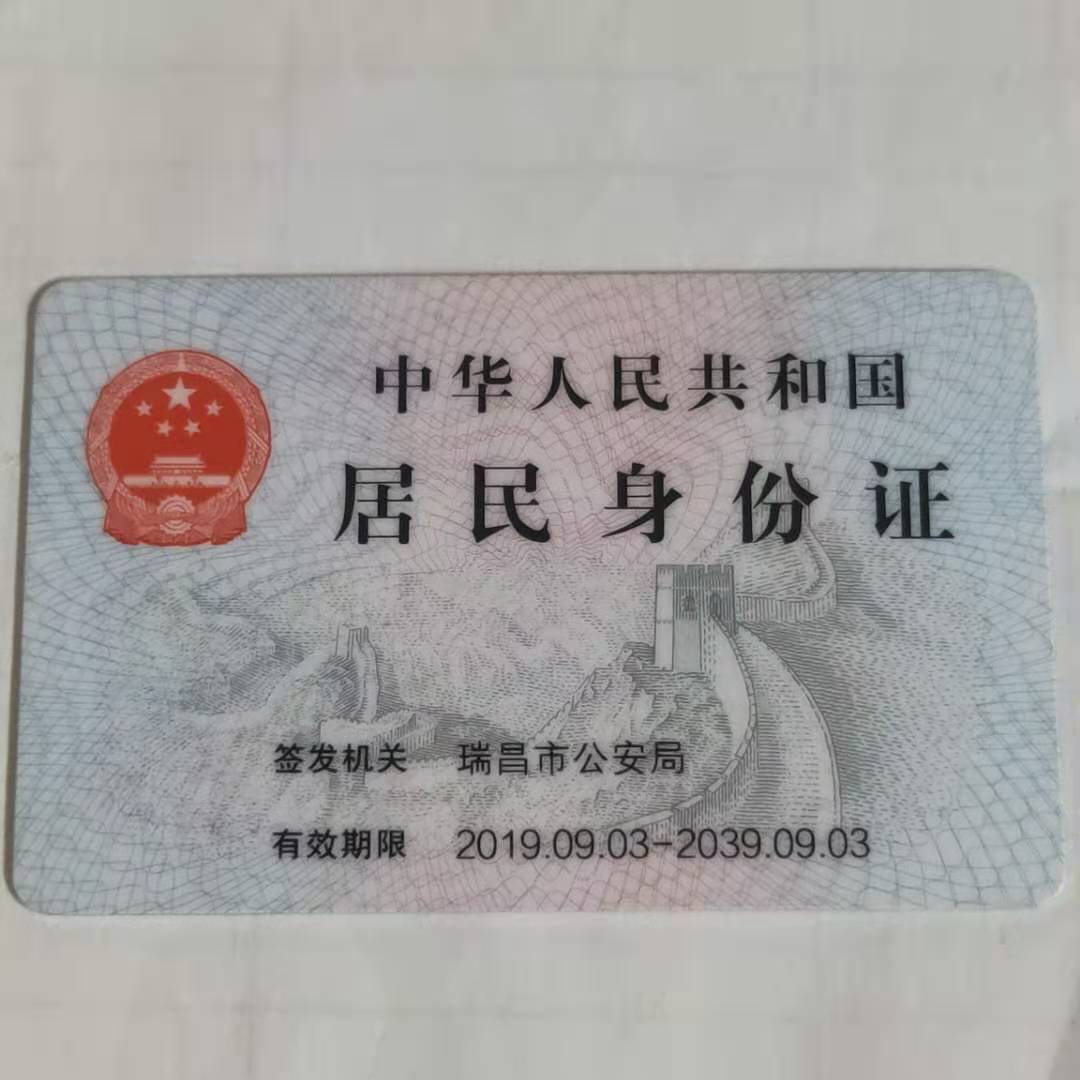 中华人民共和国
居民身份证
签发机关 瑞昌市公安局
有效期限 2019.09.03-2039.09.03